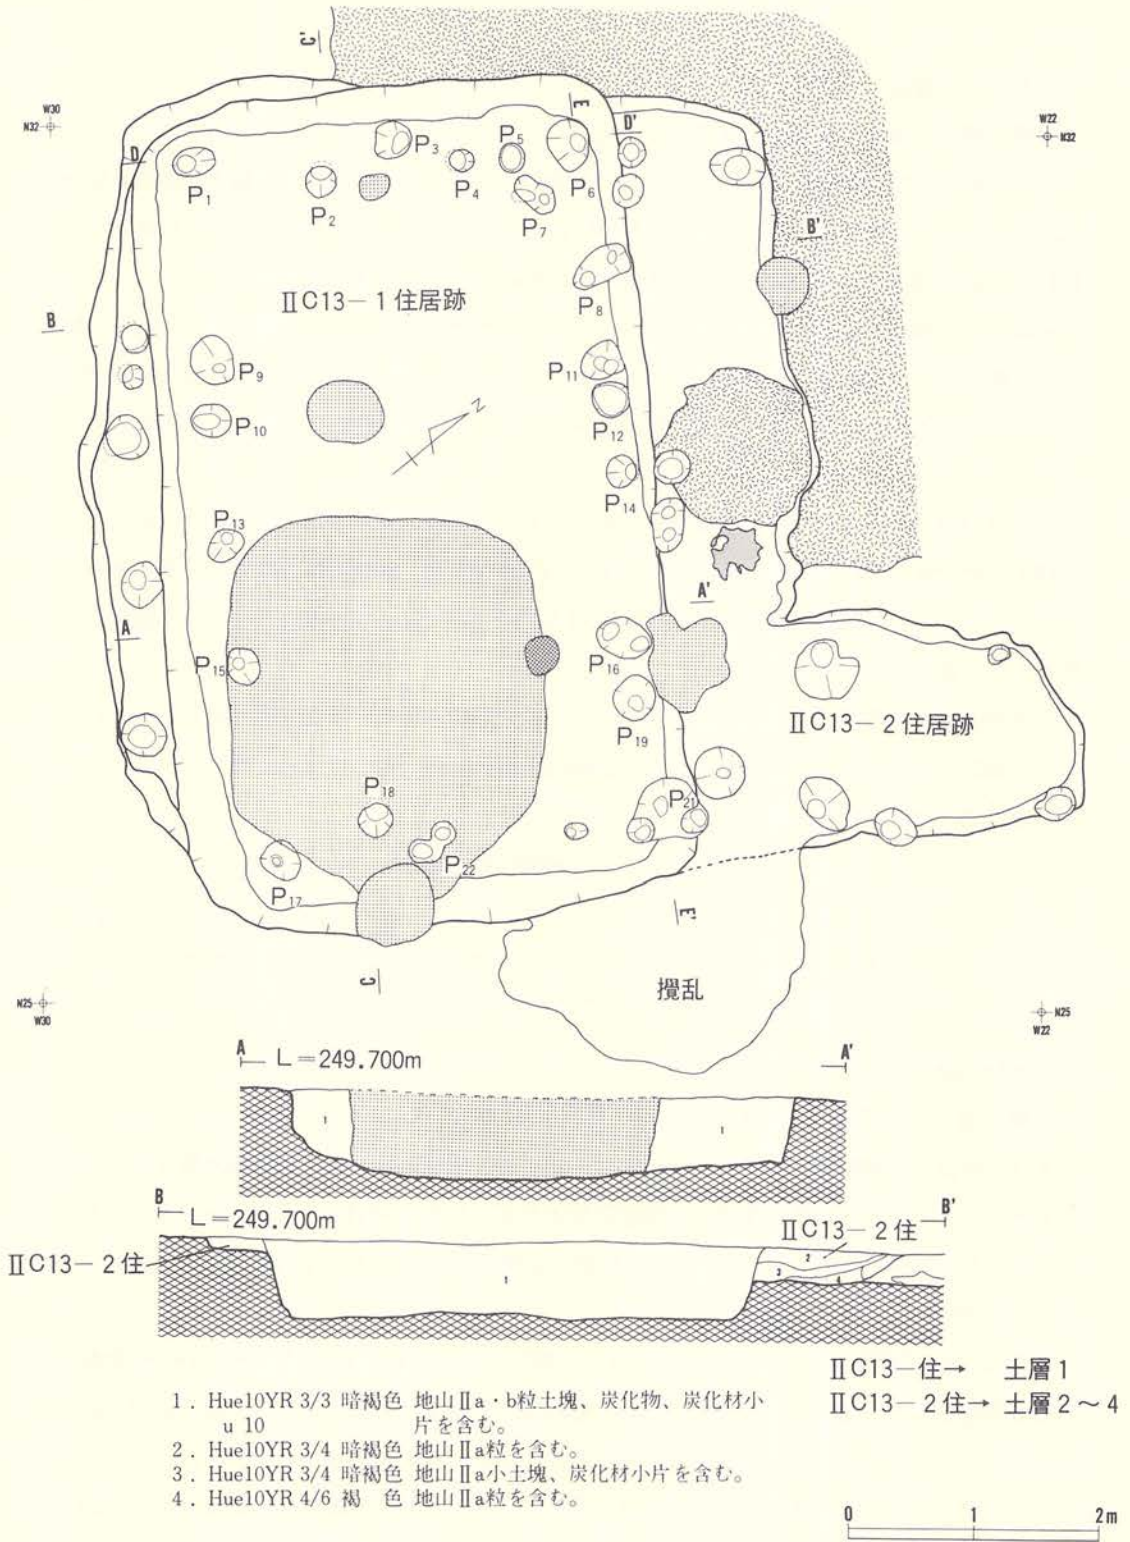 C'
W30
N32
E
D'
W22
N32
D
P1
P2
P3
P4
P5
P6
P7
B'
ⅡC13－1住居跡
P8
B
P9
P10
P11
P12
N
P14
P13
A'
A
P15
P16
ⅡC13－2住居跡
P19
P18
P21
P22
P17
E'
C
攪乱
N25
W30
N25
W22
A
L＝249.700m
A'
1
1
B
L＝249.700m
B'
ⅡC13－2住
ⅡC13－2住
1
2
3
4
ⅡC13－住→ 土層1
ⅡC13－2住→ 土層2～4
1. Hue10YR 3/3 暗褐色 地山Ⅱa・b粒土塊、炭化物、炭化材小
u 10 片を含む。
2. Hue10YR 3/4 暗褐色 地山Ⅱa粒を含む。
3. Hue10YR 3/4 暗褐色 地山Ⅱa小土塊、炭化材小片を含む。
4. Hue10YR 4/6 褐 色 地山Ⅱa粒を含む。
0 1 2m